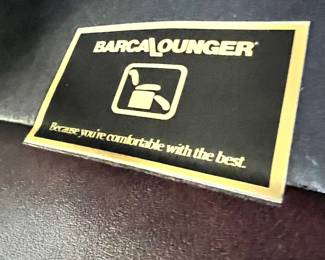 BARCALOUNGER®
Because you're comfortable with the best.